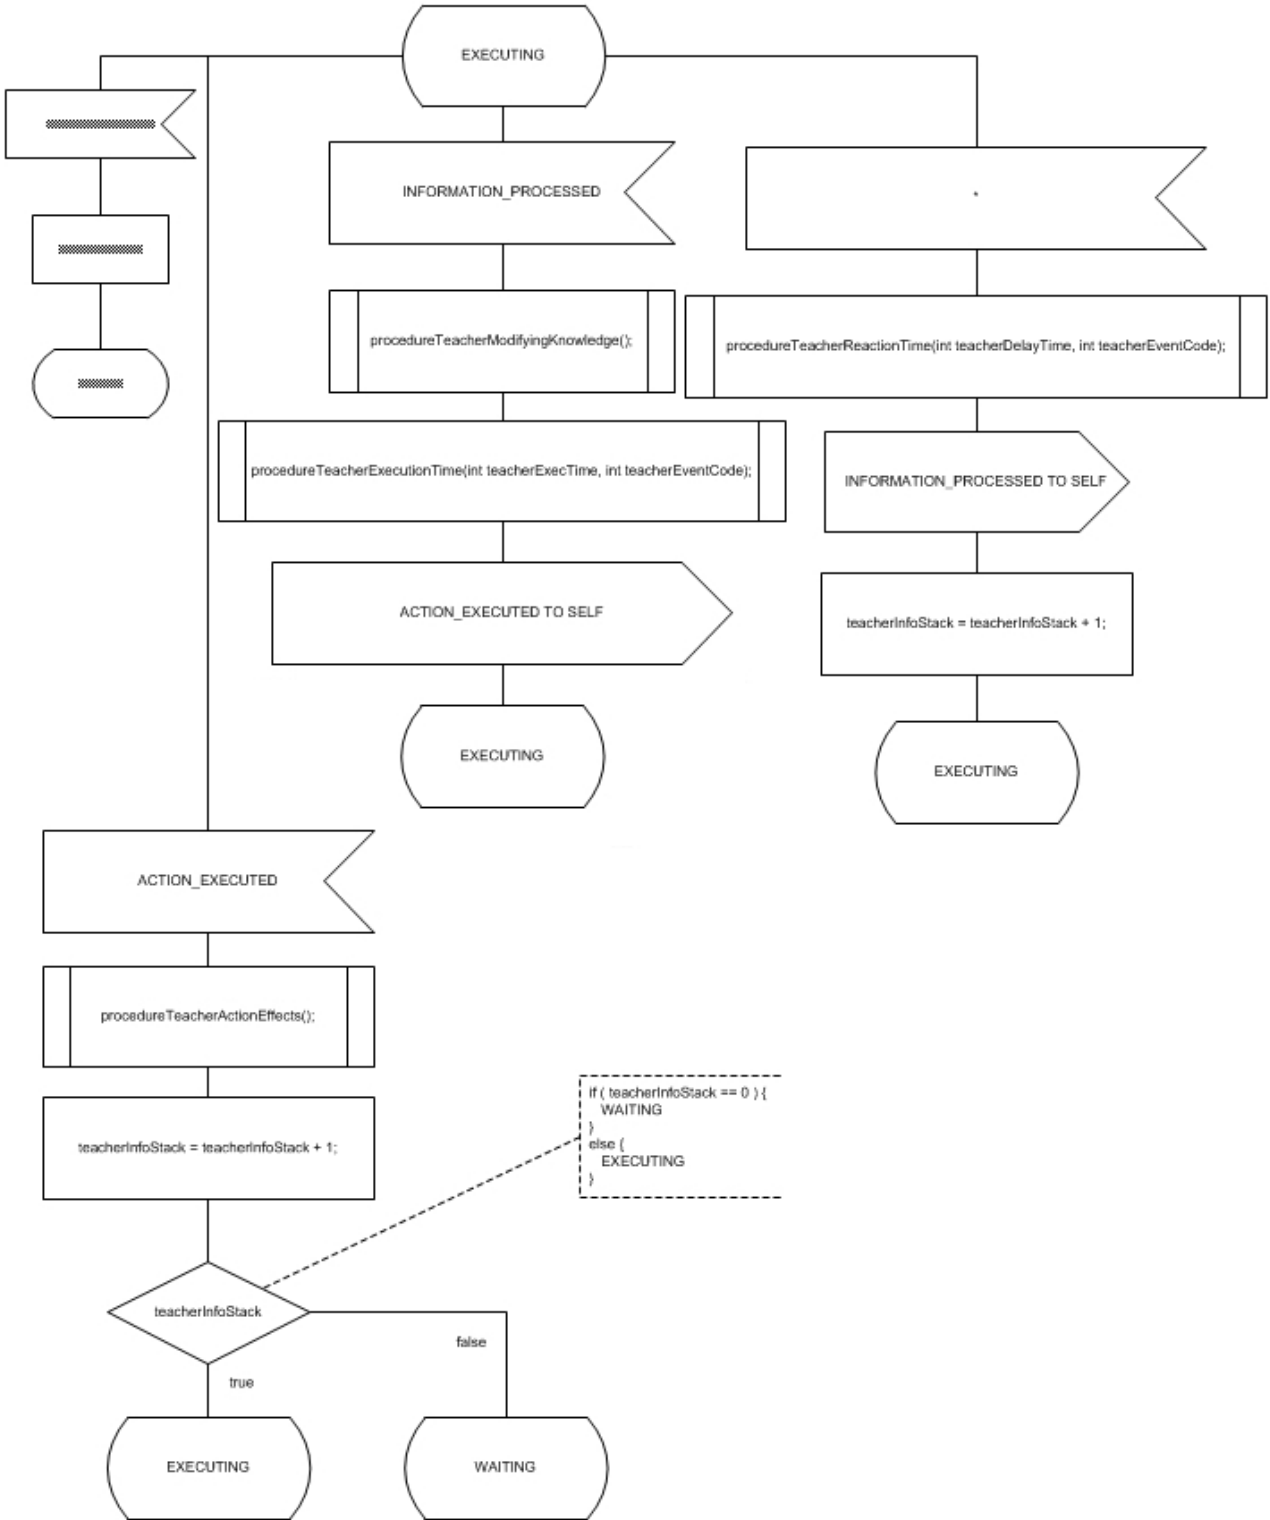 EXECUTING
INFORMATION_PROCESSED
*
procedureTeacherModifyingKnowledge();
procedureTeacherReactionTime(int teacherDelayTime, int teacherEventCode);
procedureTeacherExecutionTime(int teacherExecTime, int teacherEventCode);
INFORMATION_PROCESSED TO SELF
ACTION_EXECUTED TO SELF
teacherInfoStack = teacherInfoStack + 1;
EXECUTING
EXECUTING
ACTION_EXECUTED
procedureTeacherActionEffects();
teacherInfoStack = teacherInfoStack + 1;
if ( teacherInfoStack == 0 ) {
WAITING
}
else {
EXECUTING
}
teacherInfoStack
false
true
EXECUTING
WAITING